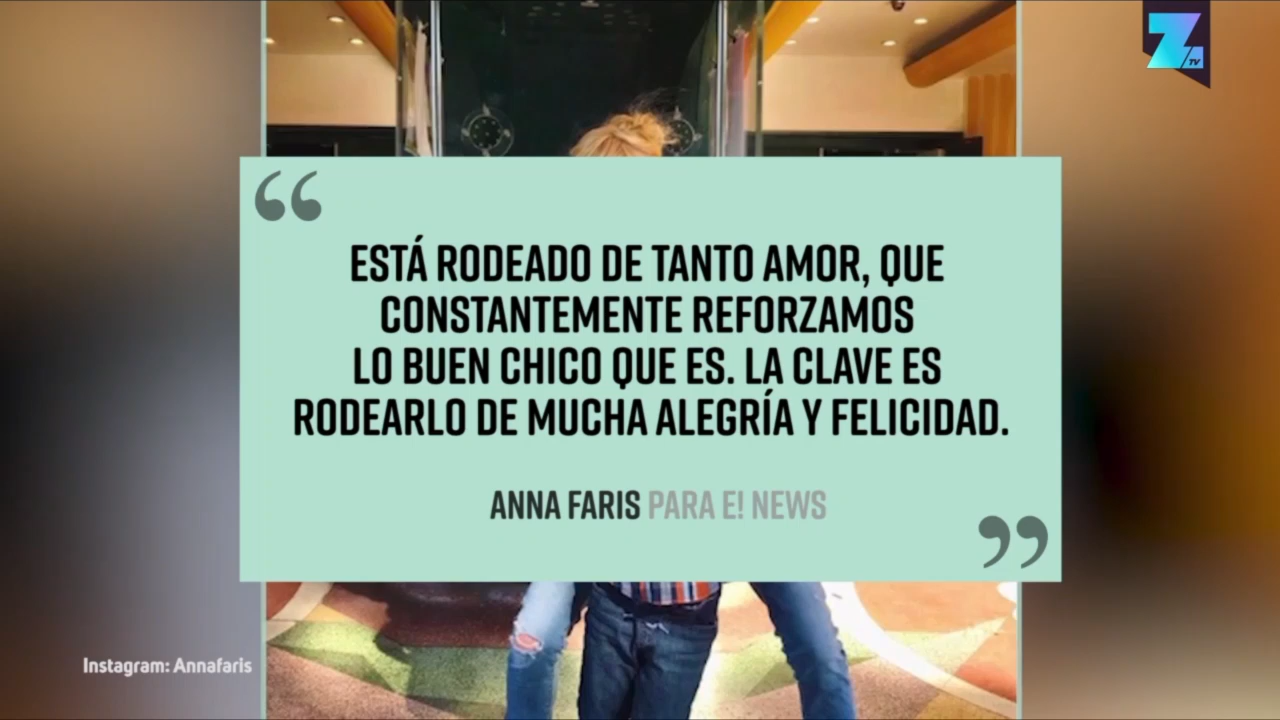 Z
TV
“
ESTÁ RODEADO DE TANTO AMOR, QUE
CONSTANTEMENTE REFORZAMOS
LO BUEN CHICO QUE ES. LA CLAVE ES
RODEARLO DE MUCHA ALEGRÍA Y FELICIDAD.
ANNA FARIS PARA E! NEWS
”
Instagram: Annafaris